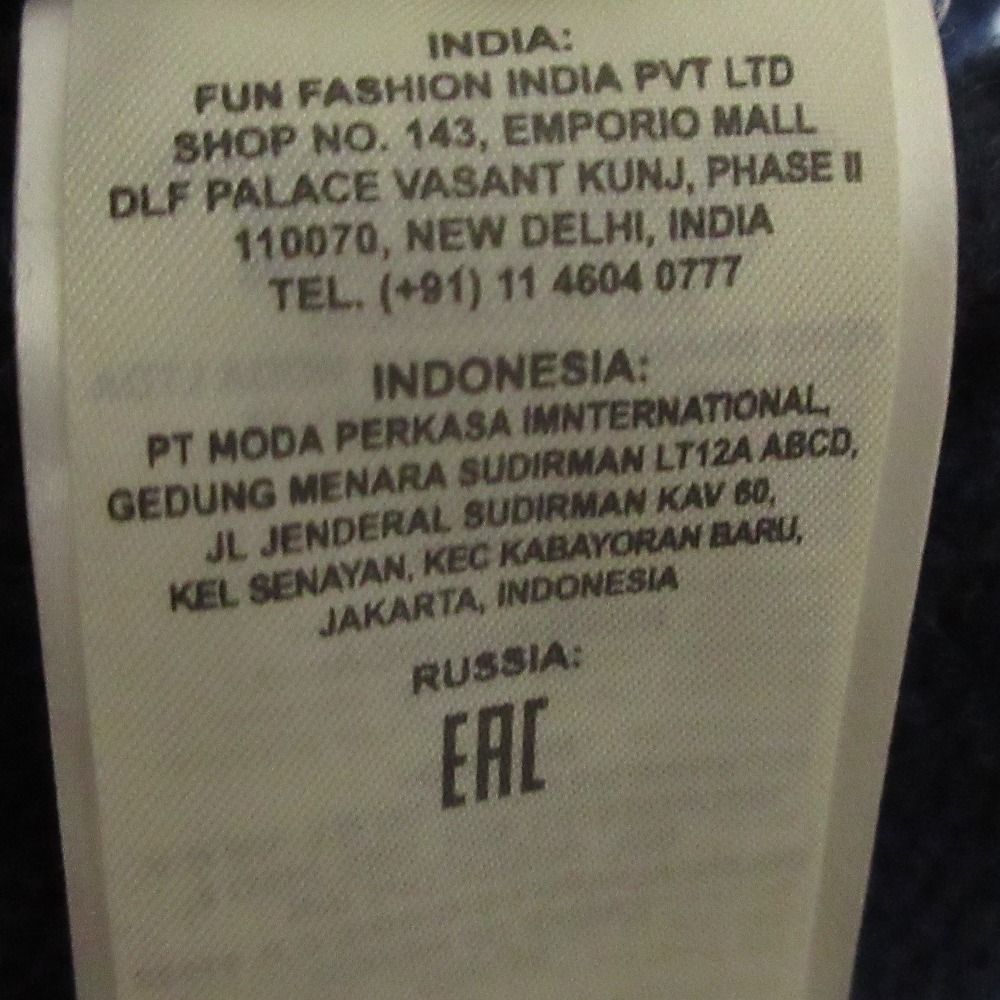 INDIA:
FUN FASHION INDIA PVT LTD
SHOP NO. 143, EMPORIO MALL
DLF PALACE VASANT KUNJ, PHASE II
110070, NEW DELHI, INDIA
TEL. (+91) 11 4604 0777
INDONESIA:
PT MODA PERKASA IMNTERNATIONAL,
GEDUNG MENARA SUDIRMAN LT12A ABCD,
JL JENDERAL SUDIRMAN KAV 60,
KEL SENAYAN, KEC KABAYORAN BARU,
JAKARTA, INDONESIA
RUSSIA:
EAC